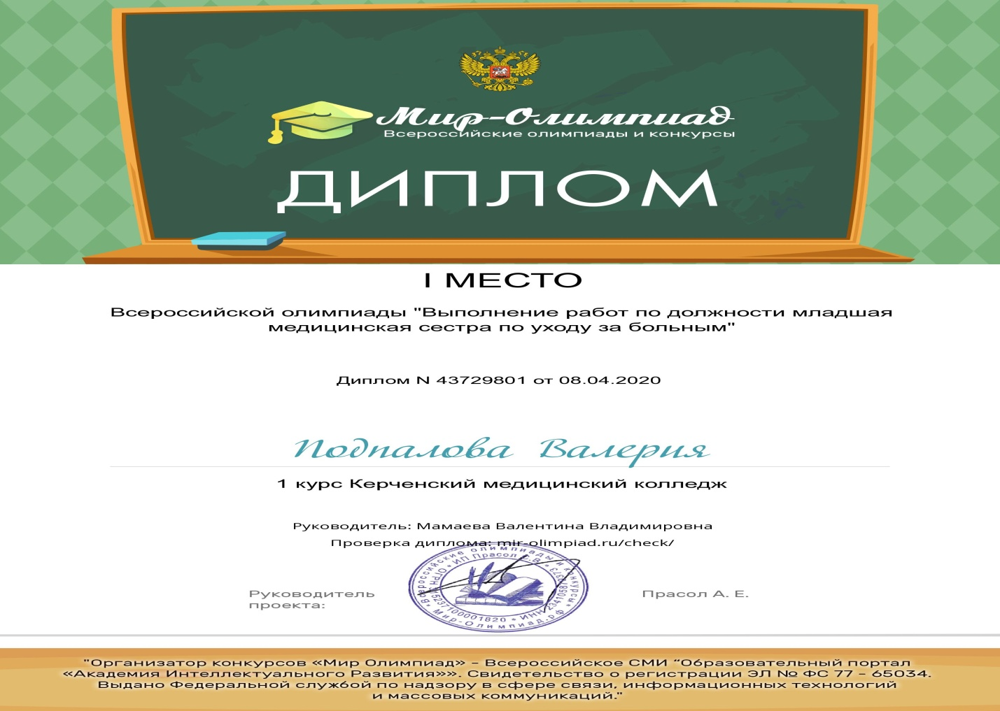 Мир-Олимпиад
Всероссийские олимпиады и конкурсы
ДИПЛОМ
I МЕСТО
Всероссийской олимпиады "Выполнение работ по должности младшая
медицинская сестра по уходу за больным"
Диплом N 43729801 от 08.04.2020
Подпалова Валерия
1 курс Керченский медицинский колледж
Руководитель: Мамаева Валентина Владимировна
Проверка диплома: mir-olimpiad.ru/check/
Всероссийские олимпиады и конкурсы
ИП Прасол
ИНН
Мир-Олимпиад.рф
Руководитель
проекта:
Прасол А. Е.
"Организатор конкурсов «Мир Олимпиад» – Всероссийское СМИ “Образовательный портал
«Академия Интеллектуального Развития»». Свидетельство о регистрации ЭЛ № ФС 77 – 65034.
Выдано Федеральной службой по надзору в сфере связи, информационных технологий
и массовых коммуникаций."